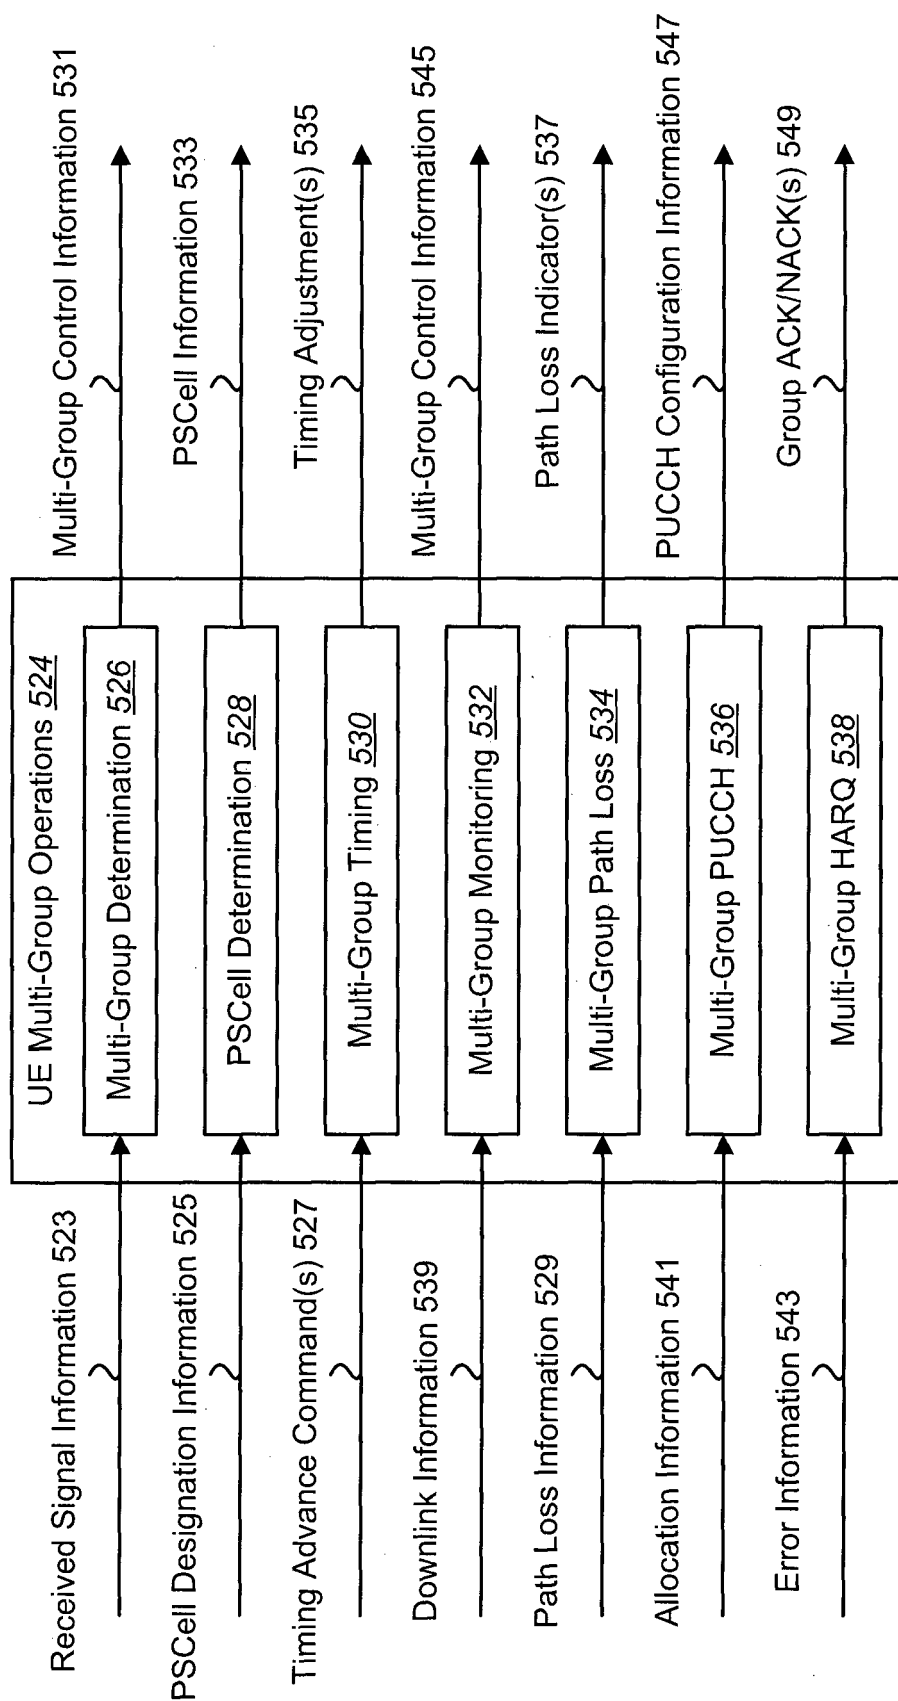 UE Multi-Group Operations 524
Received Signal Information 523
Multi-Group Determination 526
Multi-Group Control Information 531
PSCell Designation Information 525
PSCell Determination 528
PSCell Information 533
Timing Advance Command(s) 527
Multi-Group Timing 530
Timing Adjustment(s) 535
Downlink Information 539
Multi-Group Monitoring 532
Multi-Group Control Information 545
Path Loss Information 529
Multi-Group Path Loss 534
Path Loss Indicator(s) 537
Allocation Information 541
Multi-Group PUCCH 536
PUCCH Configuration Information 547
Error Information 543
Multi-Group HARQ 538
Group ACK/NACK(s) 549